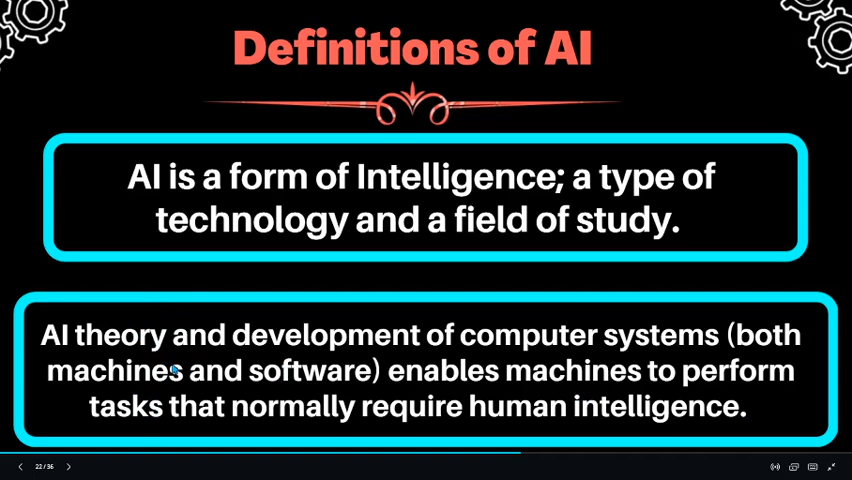 Definitions of AI
AI is a form of Intelligence; a type of
technology and a field of study.
AI theory and development of computer systems (both
machines and software) enables machines to perform
tasks that normally require human intelligence.
22 / 36